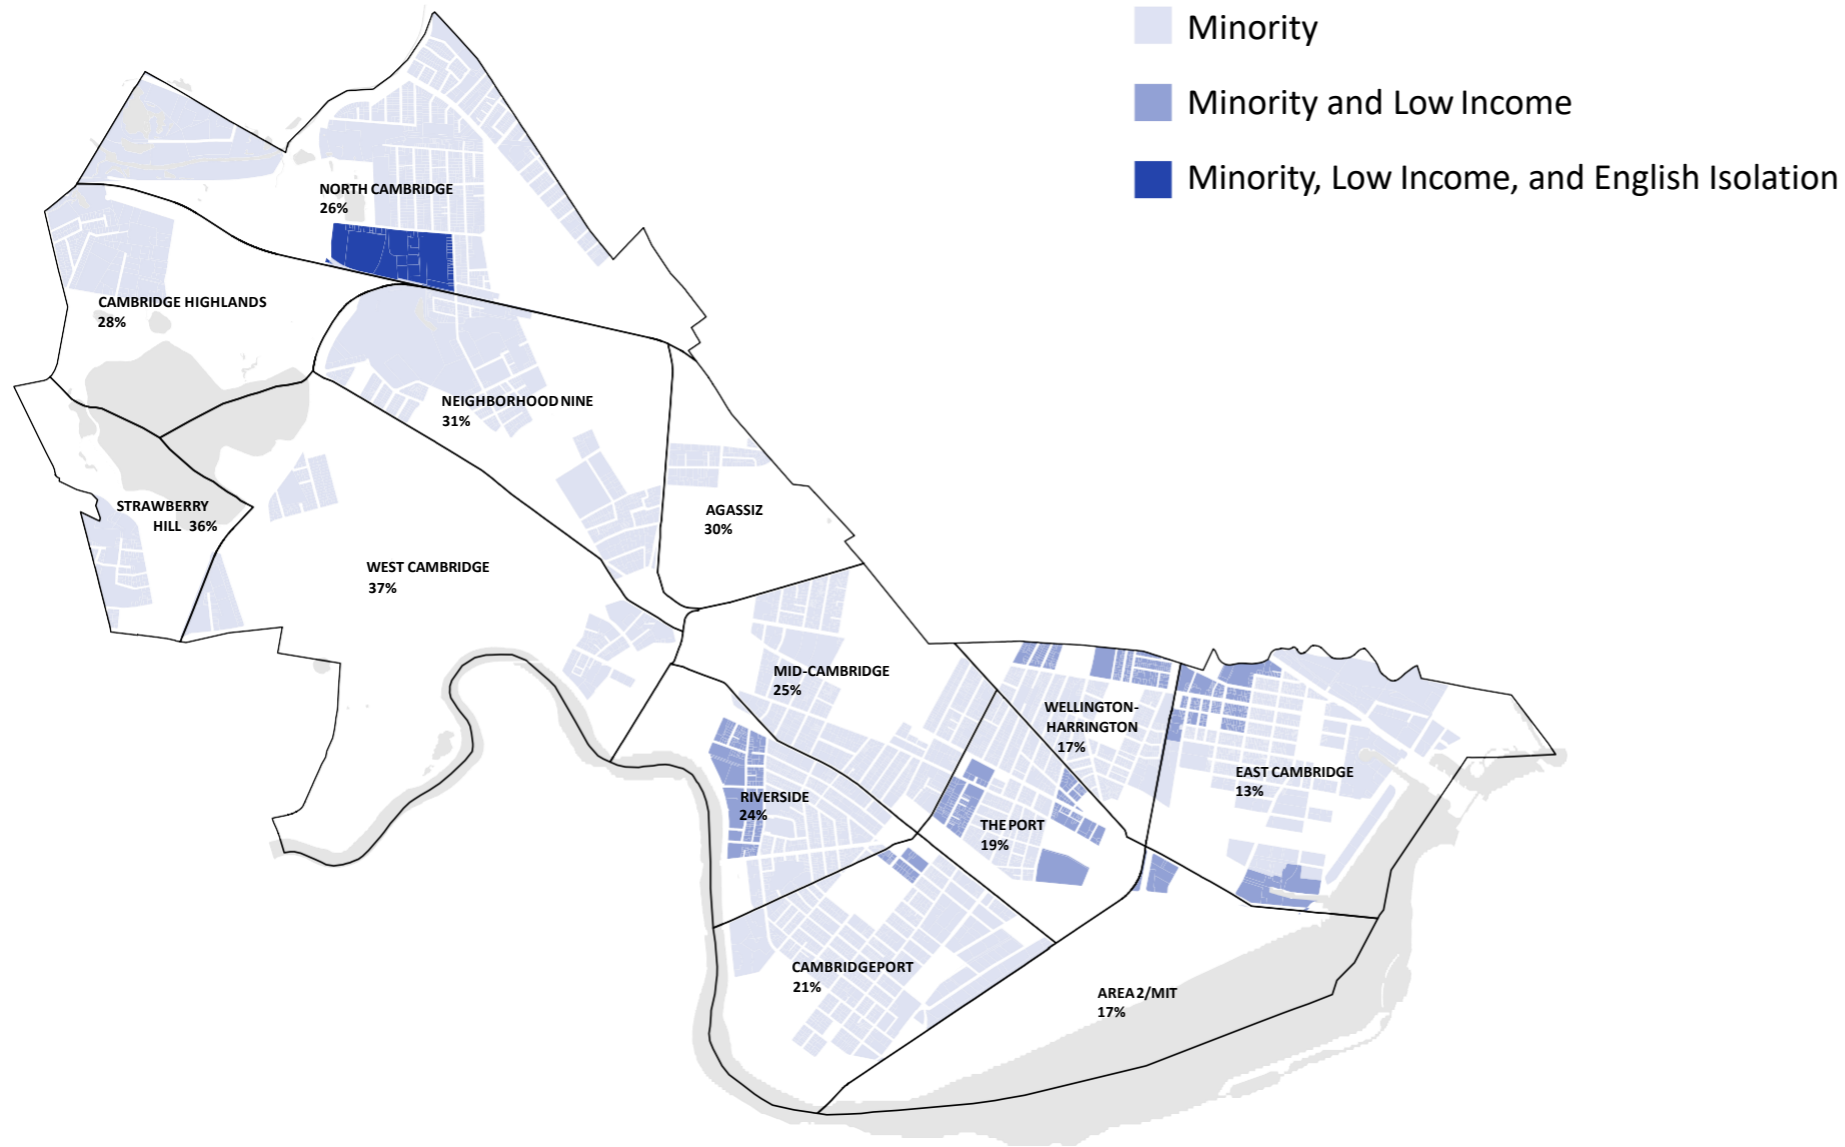 Minority
Minority and Low Income
Minority, Low Income, and English Isolation
NORTH CAMBRIDGE
26%
CAMBRIDGE HIGHLANDS
28%
NEIGHBORHOOD NINE
31%
STRAWBERRY
HILL 36%
AGASSIZ
30%
WEST CAMBRIDGE
37%
MID-CAMBRIDGE
25%
WELLINGTON-
HARRINGTON
17%
EAST CAMBRIDGE
13%
RIVERSIDE
24%
THE PORT
19%
CAMBRIDGEPORT
21%
AREA 2/MIT
17%